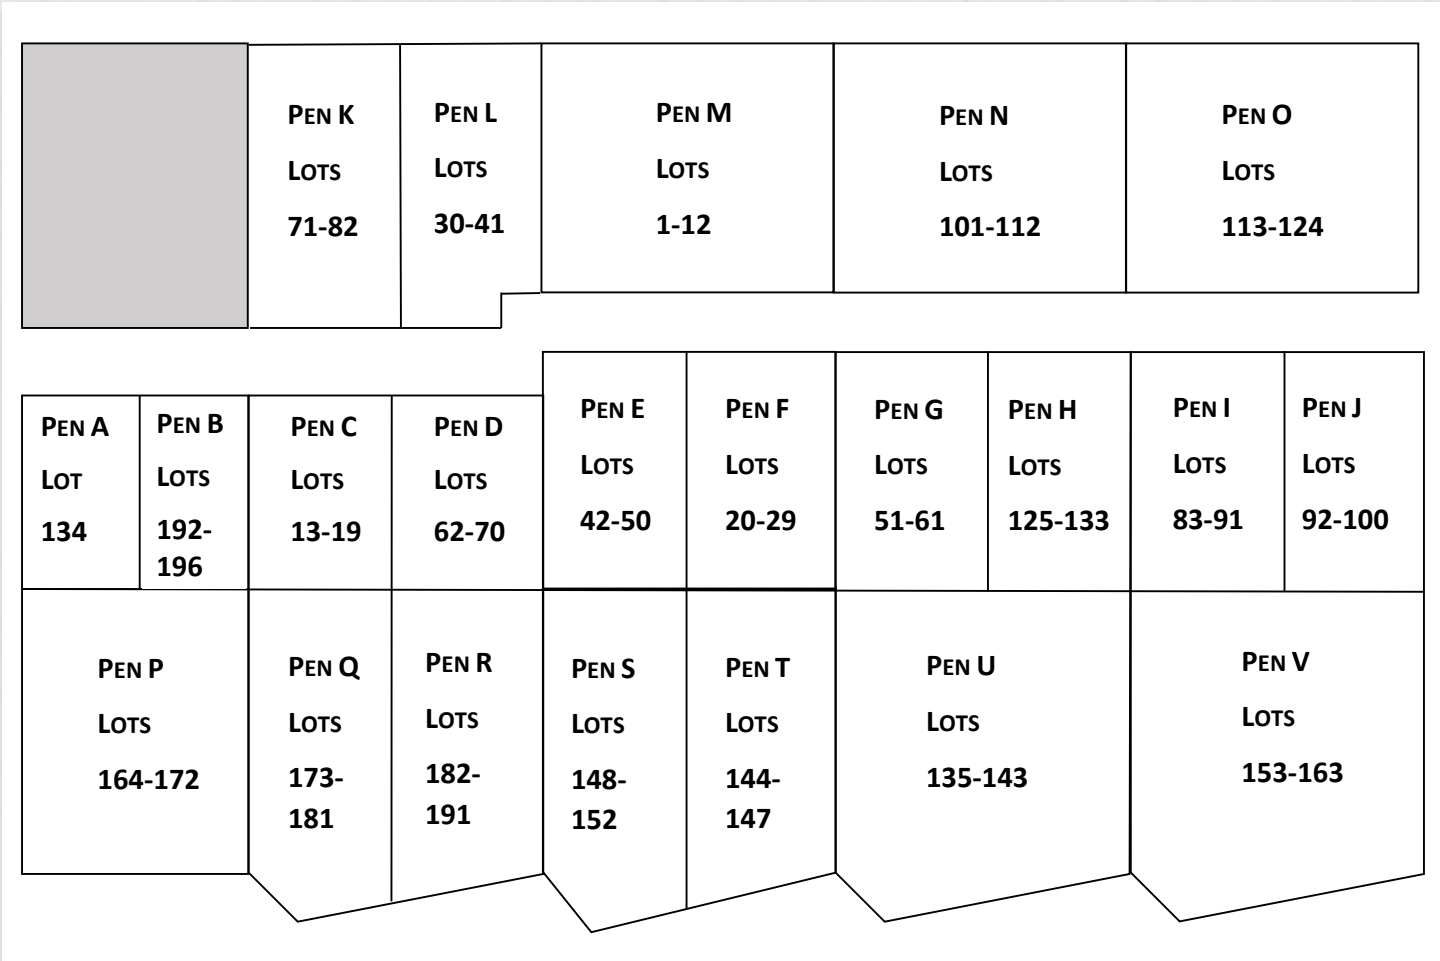 Pen K
Lots
71-82
Pen L
Lots
30-41
Pen M
Lots
1-12
Pen N
Lots
101-112
Pen O
Lots
113-124
Pen A
Lot
134
Pen B
Lots
192-
196
Pen C
Lots
13-19
Pen D
Lots
62-70
Pen E
Lots
42-50
Pen F
Lots
20-29
Pen G
Lots
51-61
Pen H
Lots
125-133
Pen I
Lots
83-91
Pen J
Lots
92-100
Pen P
Lots
164-172
Pen Q
Lots
173-
181
Pen R
Lots
182-
191
Pen S
Lots
148-
152
Pen T
Lots
144-
147
Pen U
Lots
135-143
Pen V
Lots
153-163